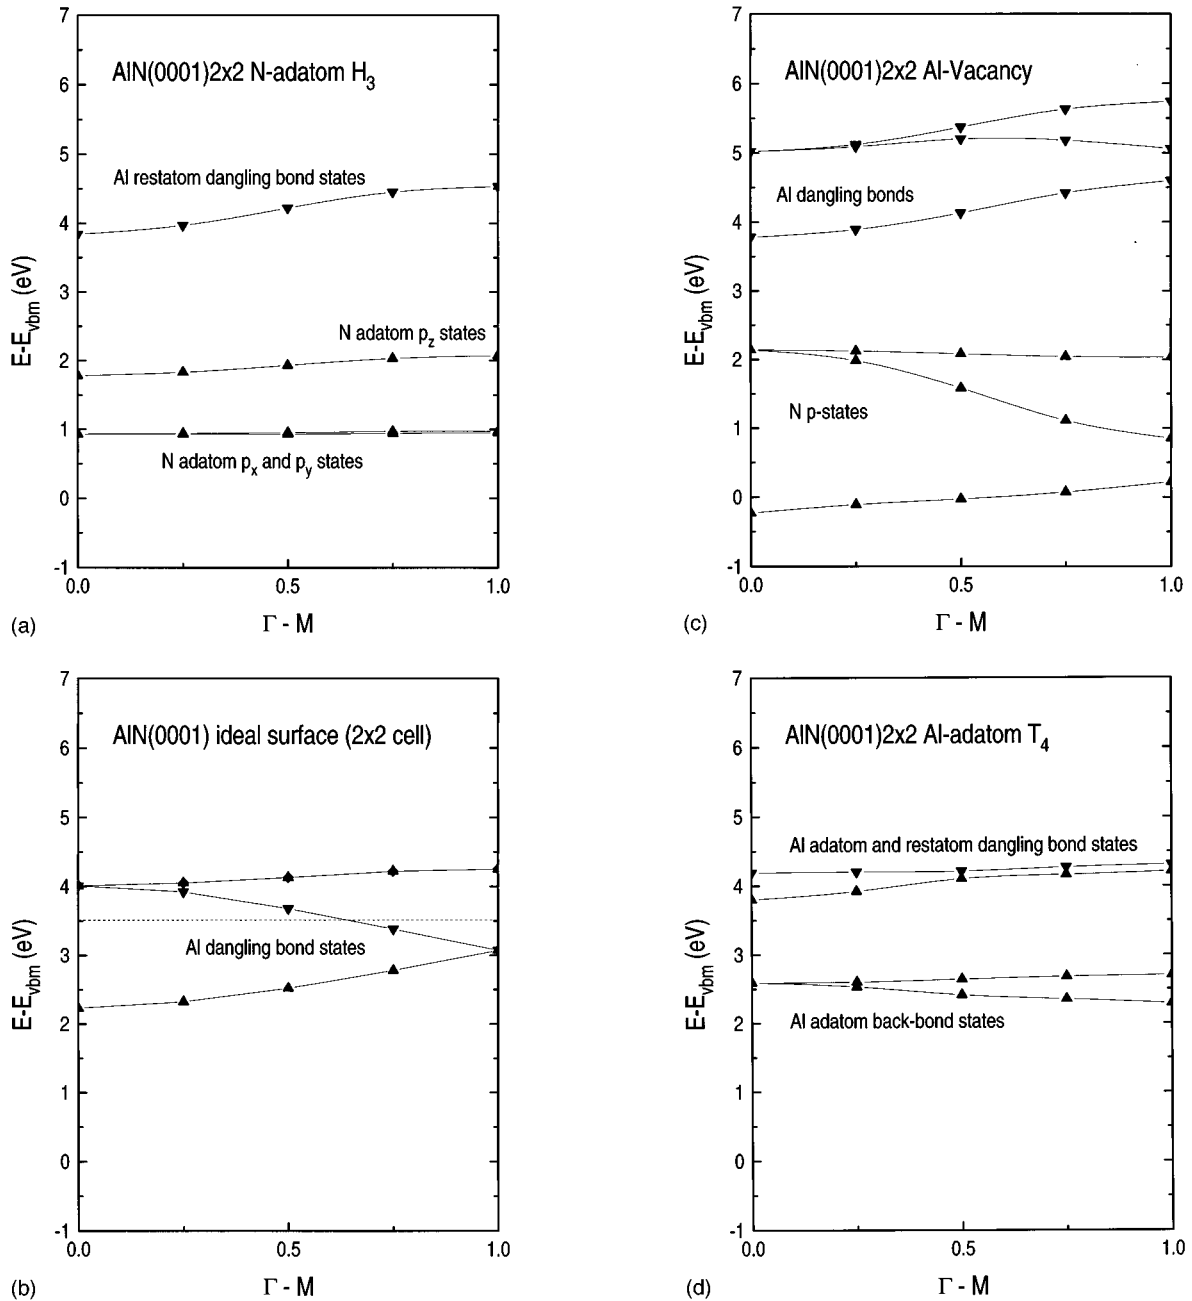 7
AlN(0001)2x2 N-adatom H3
6
5
Al restatom dangling bond states
4
E-Evbm (eV)
3
N adatom pz states
2
1
N adatom px and py states
0
-1
0.0 0.5 1.0
(a) Γ - M
7
AlN(0001)2x2 Al-Vacancy
6
5
Al dangling bonds
4
E-Evbm (eV)
3
2
N p-states
1
0
-1
0.0 0.5 1.0
(c) Γ - M
7
AlN(0001) ideal surface (2x2 cell)
6
5
4
E-Evbm (eV)
Al dangling bond states
3
2
1
0
-1
0.0 0.5 1.0
(b) Γ - M
7
AlN(0001)2x2 Al-adatom T4
6
5
Al adatom and restatom dangling bond states
4
E-Evbm (eV)
3
2
Al adatom back-bond states
1
0
-1
0.0 0.5 1.0
(d) Γ - M